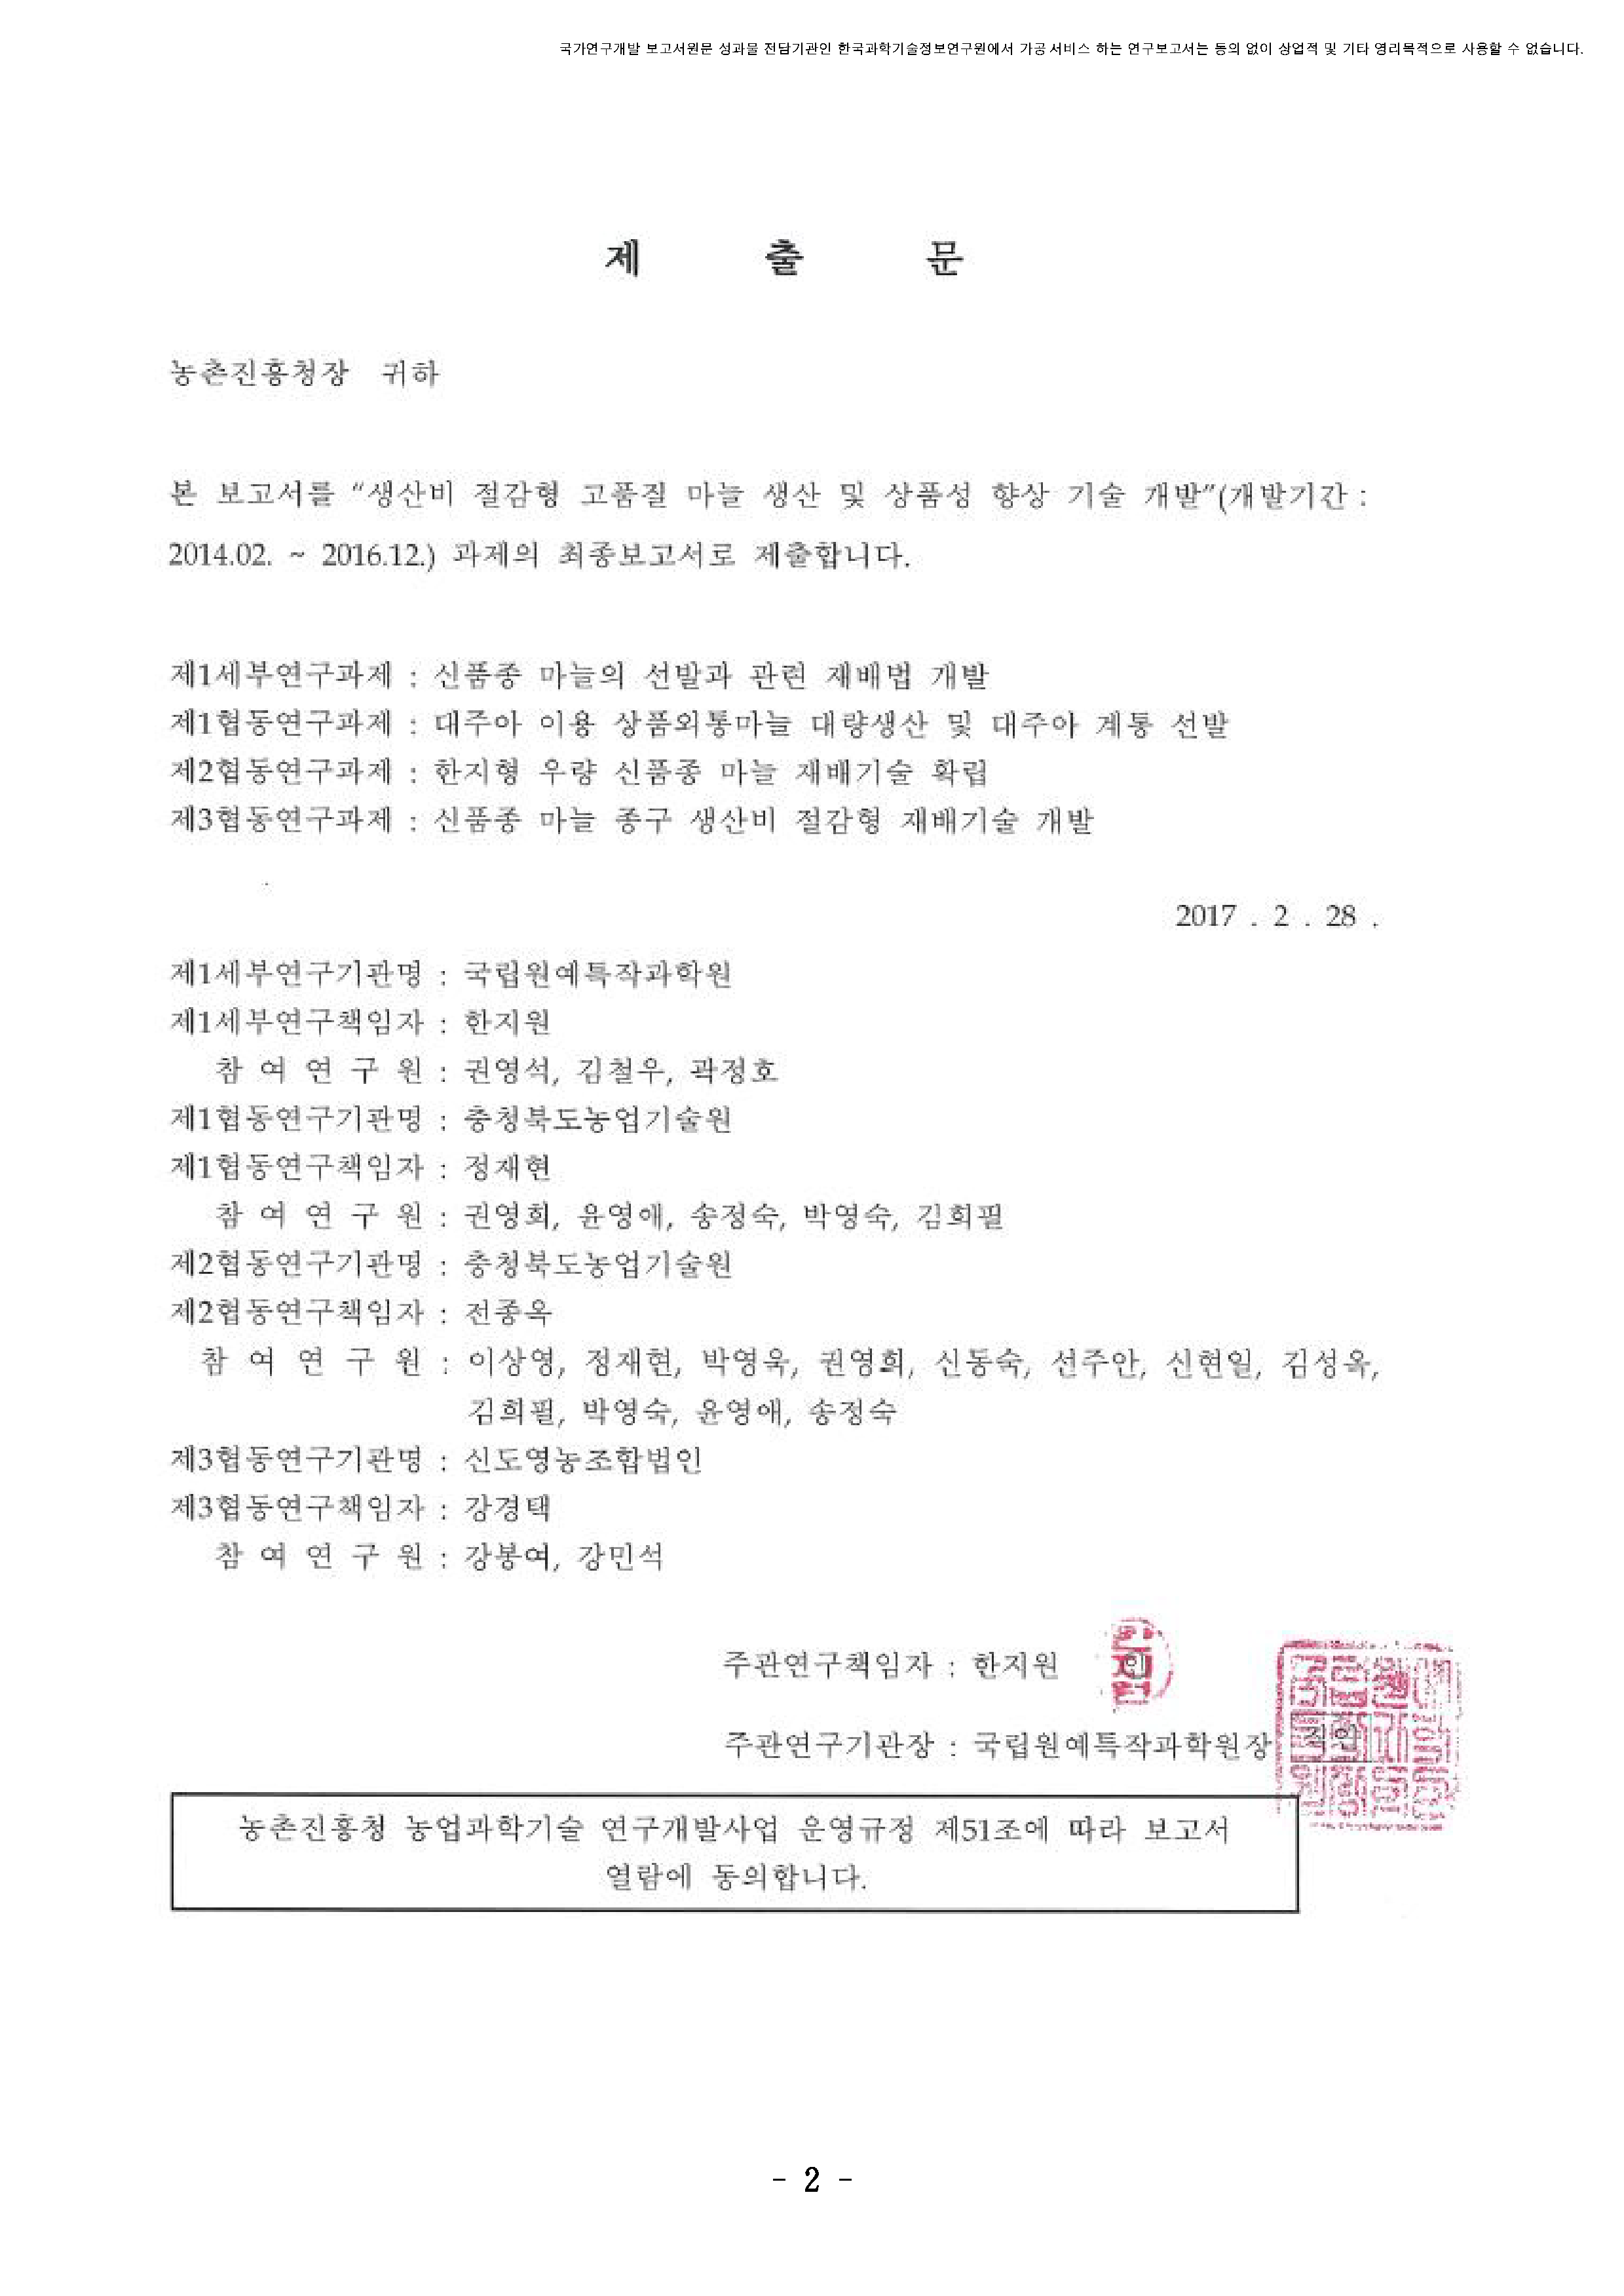 국가연구개발 보고서원문 성과물 전담기관인 한국과학기술정보연구원에서 가공·서비스 하는 연구보고서는 동의 없이 상업적 및 기타 영리목적으로 사용할 수 없습니다.
제 출 문
농촌진흥청장 귀하
본 보고서를 “생산비 절감형 고품질 마늘 생산 및 상품성 향상 기술 개발”(개발기간 :
2014.02. ~ 2016.12.) 과제의 최종보고서로 제출합니다.
제1세부연구과제 : 신품종 마늘의 선발과 관련 재배법 개발
제1협동연구과제 : 대주아 이용 상품외통마늘 대량생산 및 대주아 계통 선발
제2협동연구과제 : 한지형 우량 신품종 마늘 재배기술 확립
제3협동연구과제 : 신품종 마늘 종구 생산비 절감형 재배기술 개발
2017 . 2 . 28 .
제1세부연구기관명 : 국립원예특작과학원
제1세부연구책임자 : 한지원
참 여 연 구 원 : 권영석, 김철우, 곽정호
제1협동연구기관명 : 충청북도농업기술원
제1협동연구책임자 : 정재현
참 여 연 구 원 : 권영희, 윤영애, 송정숙, 박영숙, 김희필
제2협동연구기관명 : 충청북도농업기술원
제2협동연구책임자 : 전종옥
참 여 연 구 원 : 이상영, 정재현, 박영욱, 권영희, 신동숙, 선주안, 신현일, 김성옥,
김희필, 박영숙, 윤영애, 송정숙
제3협동연구기관명 : 신도영농조합법인
제3협동연구책임자 : 강경택
참 여 연 구 원 : 강봉여, 강민석
주관연구책임자 : 한지원 인
주관연구기관장 : 국립원예특작과학원장 직인
농촌진흥청 농업과학기술 연구개발사업 운영규정 제51조에 따라 보고서
열람에 동의합니다.
- 2 -